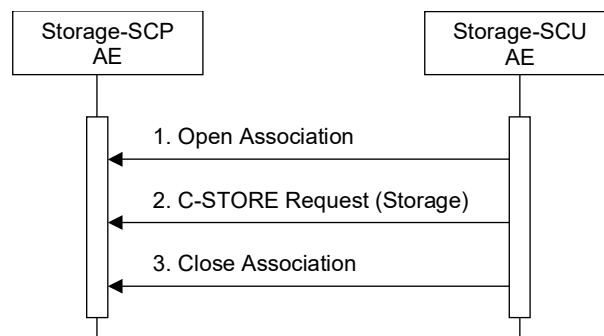 Storage-SCP
AE
Storage-SCU
AE
1. Open Association
2. C-STORE Request (Storage)
3. Close Association